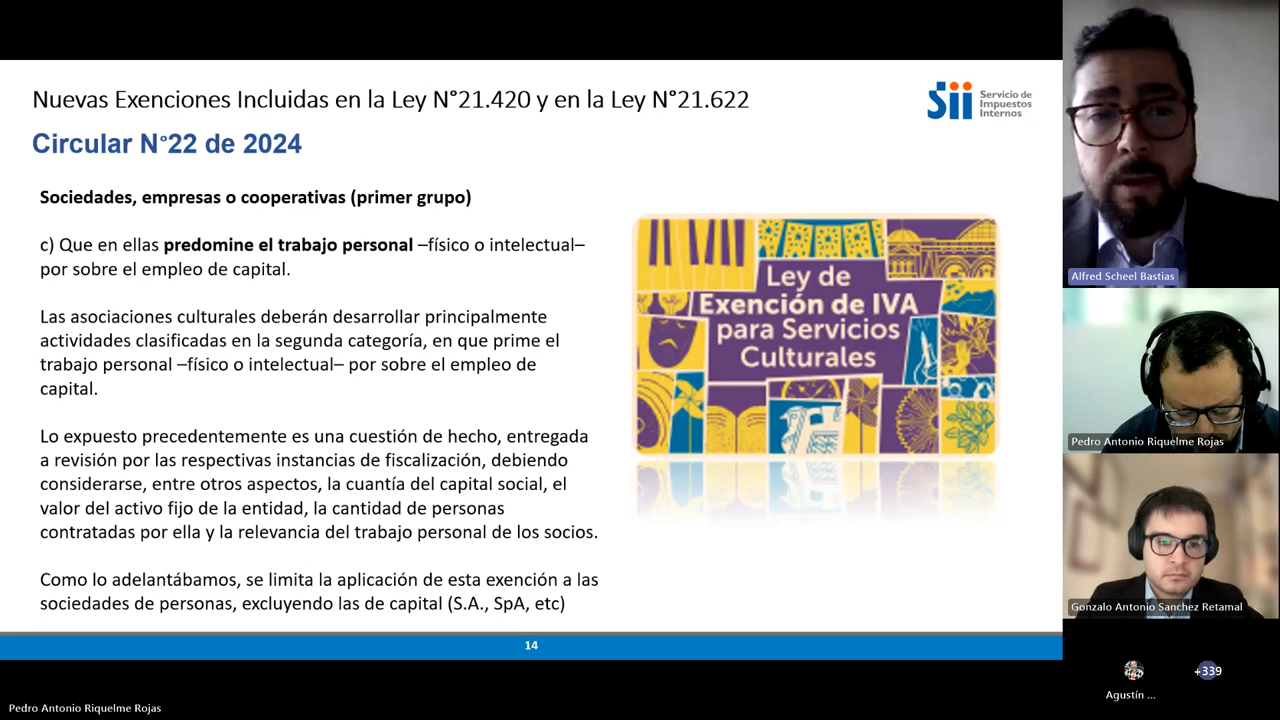 Nuevas Exenciones Incluidas en la Ley N°21.420 y en la Ley N°21.622
Circular N°22 de 2024
Sii Servicio de
Impuestos
Internos
Sociedades, empresas o cooperativas (primer grupo)
c) Que en ellas predomine el trabajo personal –físico o intelectual–
por sobre el empleo de capital.
Las asociaciones culturales deberán desarrollar principalmente
actividades clasificadas en la segunda categoría, en que prime el
trabajo personal –físico o intelectual– por sobre el empleo de
capital.
Lo expuesto precedentemente es una cuestión de hecho, entregada
a revisión por las respectivas instancias de fiscalización, debiendo
considerarse, entre otros aspectos, la cuantía del capital social, el
valor del activo fijo de la entidad, la cantidad de personas
contratadas por ella y la relevancia del trabajo personal de los socios.
Como lo adelantábamos, se limita la aplicación de esta exención a las
sociedades de personas, excluyendo las de capital (S.A., SpA, etc)
Ley de
Exención de IVA
para Servicios
Culturales
14
Alfred Scheel Bastias
Pedro Antonio Riquelme Rojas
Gonzalo Antonio Sanchez Retamal
Agustín ...
+339
Pedro Antonio Riquelme Rojas